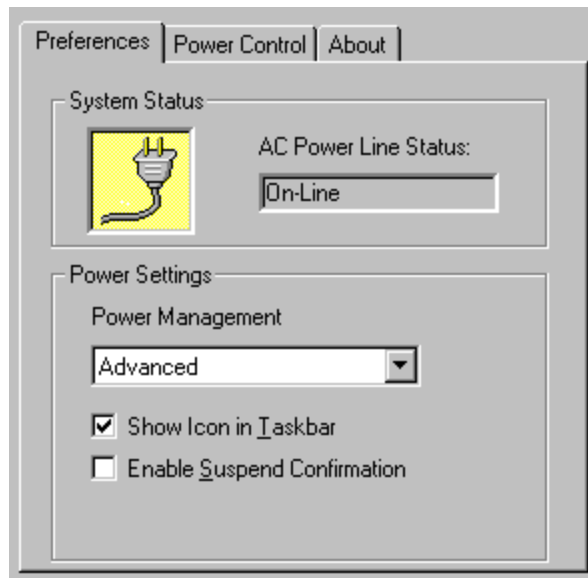 Preferences Power Control About
System Status
AC Power Line Status:
On-Line
Power Settings
Power Management
Advanced
Show Icon in Taskbar
Enable Suspend Confirmation